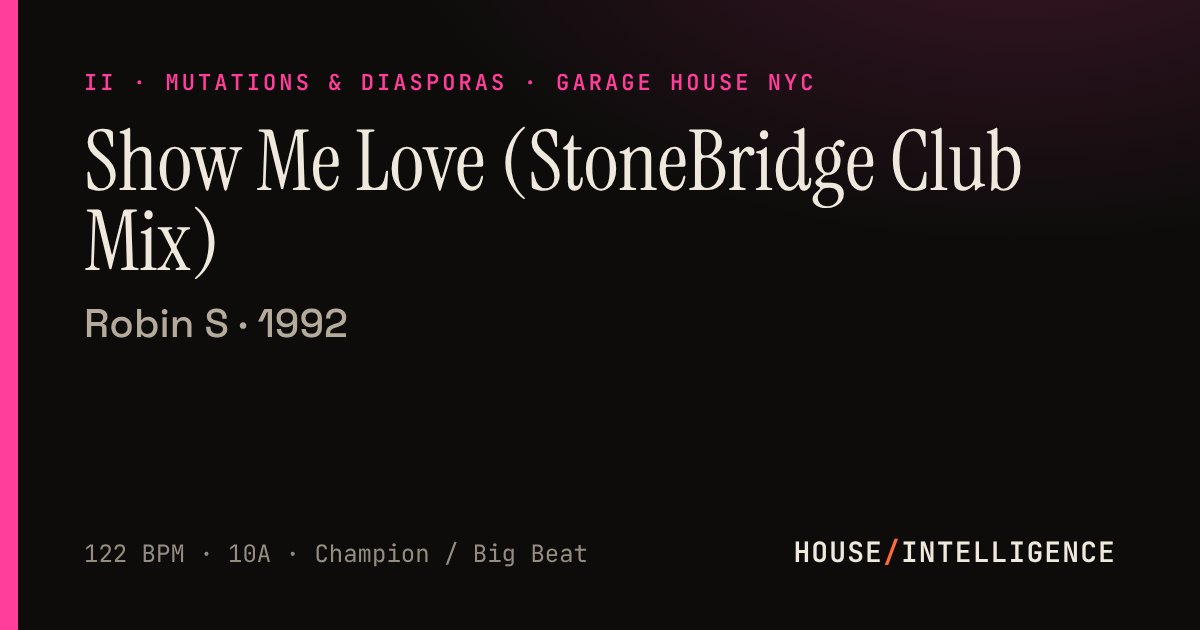 II · MUTATIONS & DIASPORAS · GARAGE HOUSE NYC
Show Me Love (StoneBridge Club
Mix)
Robin S · 1992
122 BPM · 10A · Champion / Big Beat
HOUSE/INTELLIGENCE